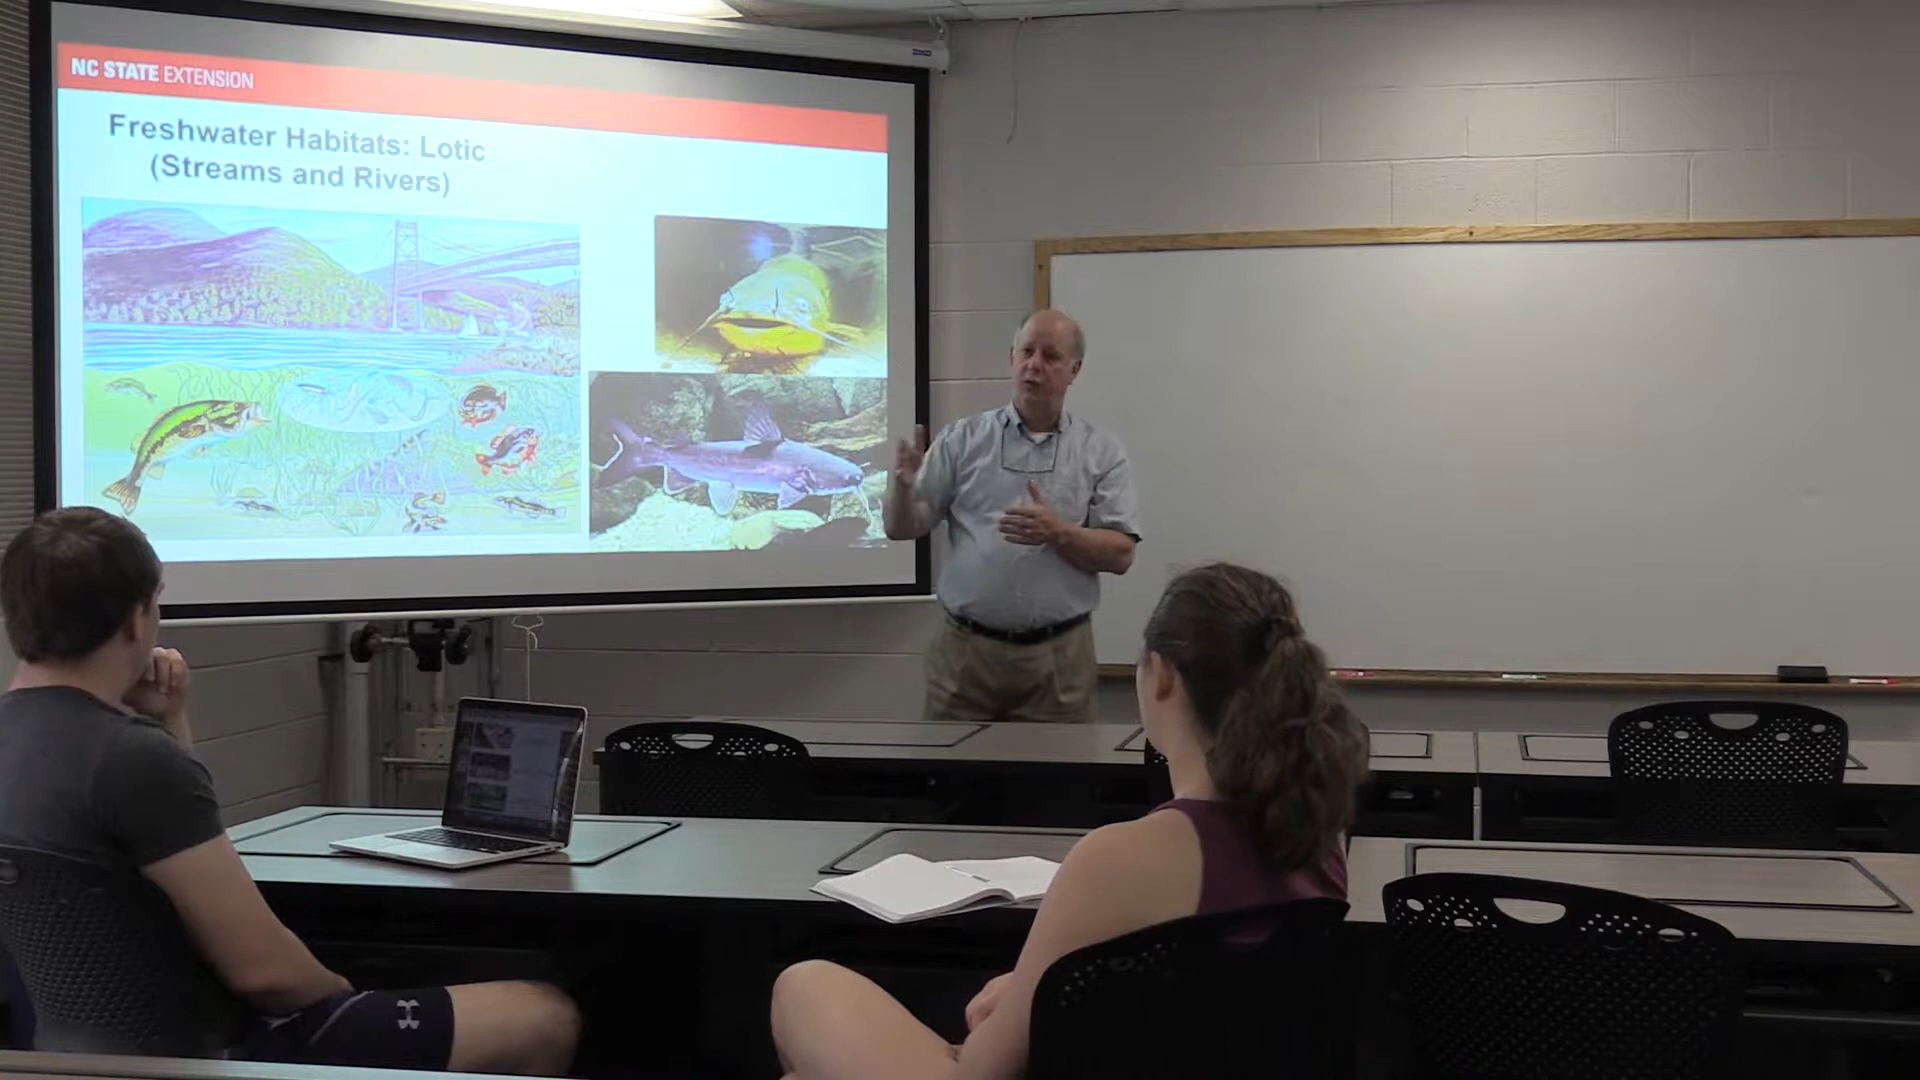 NC STATE EXTENSION
Freshwater Habitats: Lotic
(Streams and Rivers)